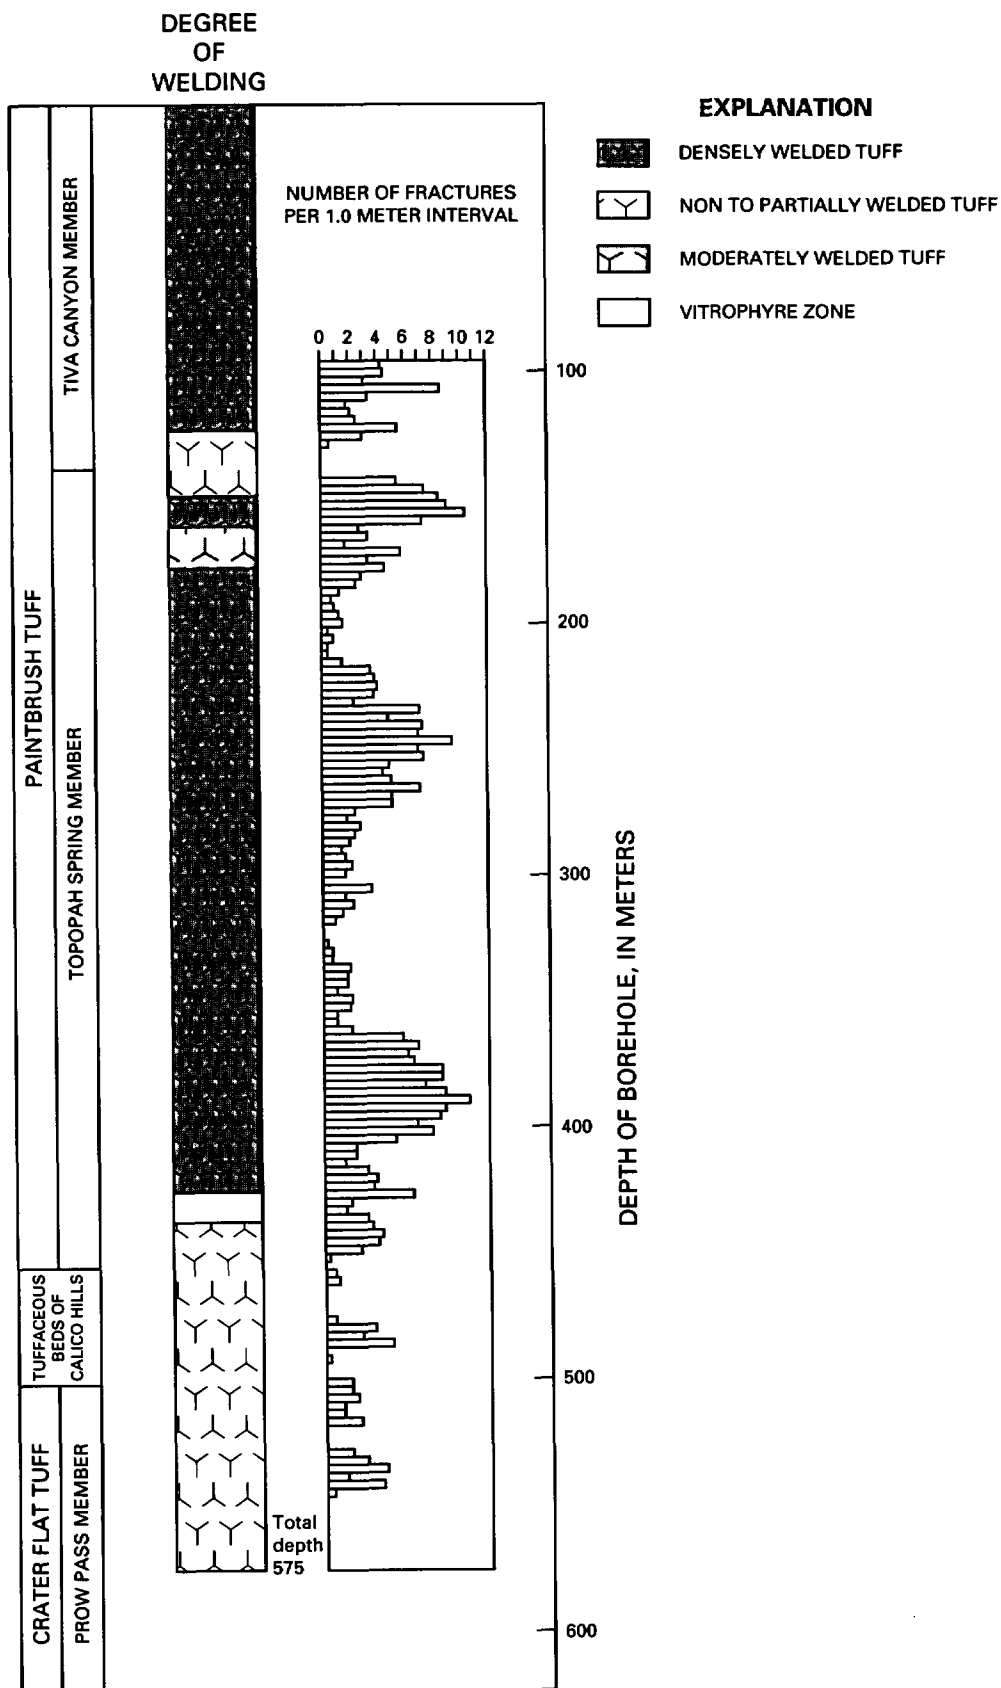 DEGREE
OF
WELDING
EXPLANATION
DENSELY WELDED TUFF
NON TO PARTIALLY WELDED TUFF
MODERATELY WELDED TUFF
VITROPHYRE ZONE
NUMBER OF FRACTURES
PER 1.0 METER INTERVAL
0 2 4 6 8 10 12
100
200
300
400
500
600
DEPTH OF BOREHOLE, IN METERS
PAINTBRUSH TUFF
TIVA CANYON MEMBER
TOPOPAH SPRING MEMBER
TUFFACEOUS
BEDS OF
CALICO HILLS
CRATER FLAT TUFF
PROW PASS MEMBER
Total
depth
575